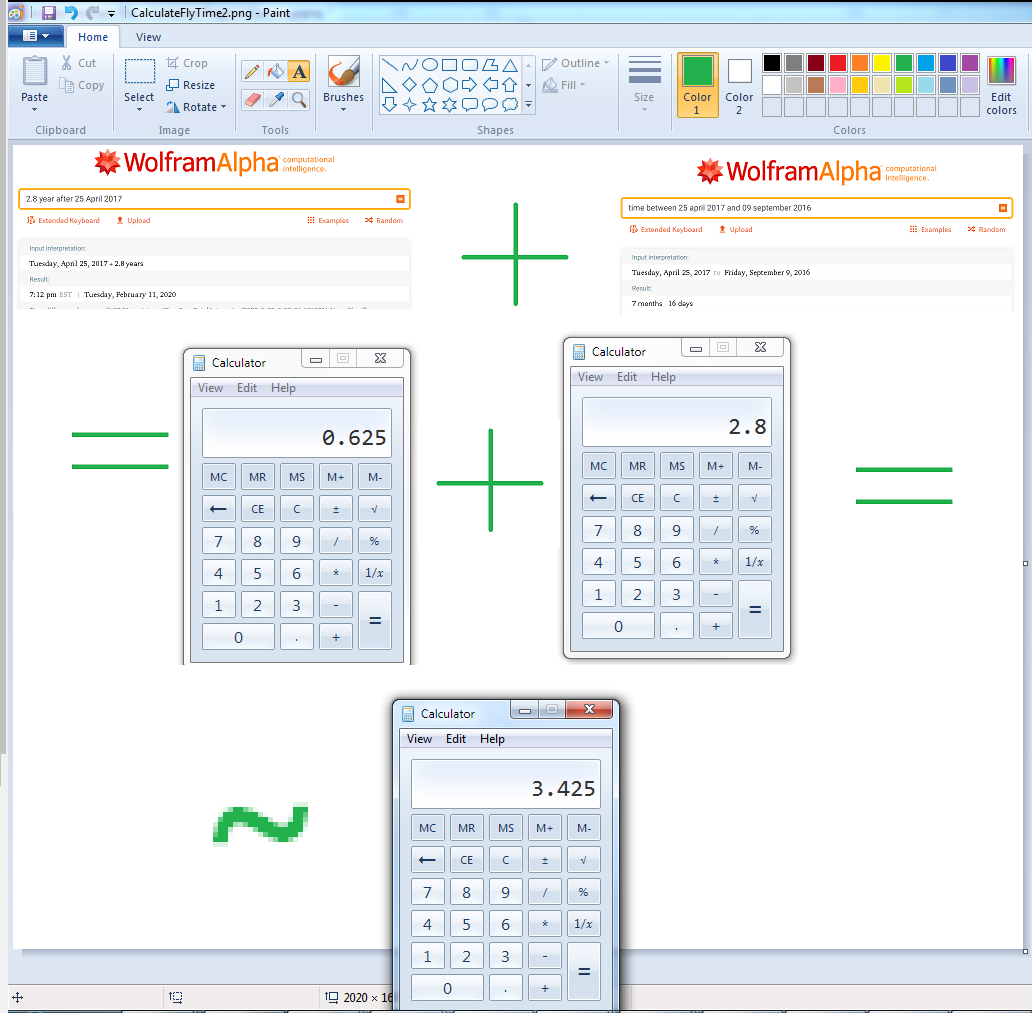 CalculateFlyTime2.png - Paint
Home View
Paste
Cut
Copy
Clipboard
Select
Crop
Resize
Rotate
Image
A
Tools
Brushes
Outline
Fill
Shapes
Size
Color 1
Color 2
Edit colors
Colors
WolframAlpha computational intelligence.
2.8 year after 25 April 2017
Extended Keyboard Upload Examples Random
Input interpretation:
Tuesday, April 25, 2017 + 2.8 years
Result:
7:12 pm EST | Tuesday, February 11, 2020
WolframAlpha computational intelligence.
time between 25 april 2017 and 09 september 2016
Extended Keyboard Upload Examples Random
Input interpretation:
Tuesday, April 25, 2017 to Friday, September 9, 2016
Result:
7 months 16 days
+
=
Calculator
View Edit Help
0.625
MC MR MS M+ M-
← CE C ± √
7 8 9 / %
4 5 6 * 1/x
1 2 3 - =
0 . +
+
Calculator
View Edit Help
2.8
MC MR MS M+ M-
← CE C ± √
7 8 9 / %
4 5 6 * 1/x
1 2 3 - =
0 . +
=
~
Calculator
View Edit Help
3.425
MC MR MS M+ M-
← CE C ± √
7 8 9 / %
4 5 6 * 1/x
1 2 3 - =
0 . +
2020 × 16